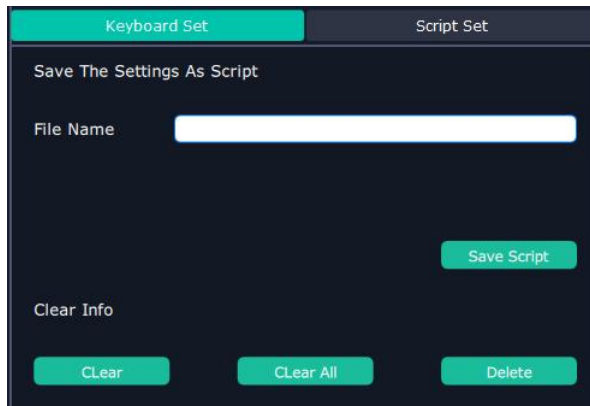 Keyboard Set Script Set
Save The Settings As Script
File Name
Save Script
Clear Info
CLear CLear All Delete